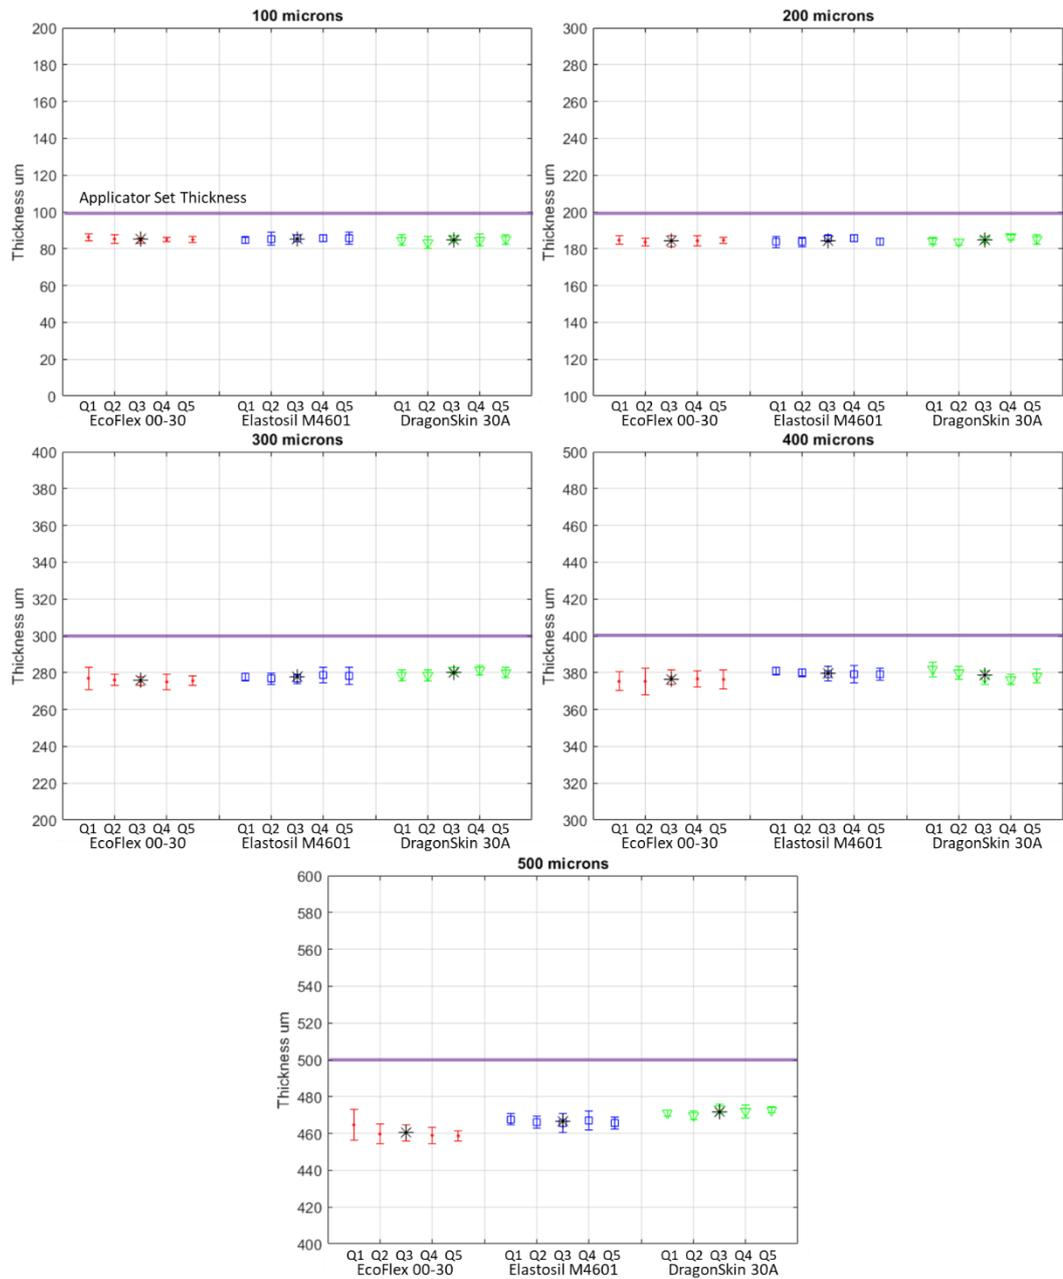 100 microns
200
180
160
140
120
100
80
60
40
20
0
Thickness um
Applicator Set Thickness
Q1 Q2 Q3 Q4 Q5 Q1 Q2 Q3 Q4 Q5 Q1 Q2 Q3 Q4 Q5
EcoFlex 00-30 Elastosil M4601 DragonSkin 30A
200 microns
300
280
260
240
220
200
180
160
140
120
100
Thickness um
Q1 Q2 Q3 Q4 Q5 Q1 Q2 Q3 Q4 Q5 Q1 Q2 Q3 Q4 Q5
EcoFlex 00-30 Elastosil M4601 DragonSkin 30A
300 microns
400
380
360
340
320
300
280
260
240
220
200
Thickness um
Q1 Q2 Q3 Q4 Q5 Q1 Q2 Q3 Q4 Q5 Q1 Q2 Q3 Q4 Q5
EcoFlex 00-30 Elastosil M4601 DragonSkin 30A
400 microns
500
480
460
440
420
400
380
360
340
320
300
Thickness um
Q1 Q2 Q3 Q4 Q5 Q1 Q2 Q3 Q4 Q5 Q1 Q2 Q3 Q4 Q5
EcoFlex 00-30 Elastosil M4601 DragonSkin 30A
500 microns
600
580
560
540
520
500
480
460
440
420
400
Thickness um
Q1 Q2 Q3 Q4 Q5 Q1 Q2 Q3 Q4 Q5 Q1 Q2 Q3 Q4 Q5
EcoFlex 00-30 Elastosil M4601 DragonSkin 30A